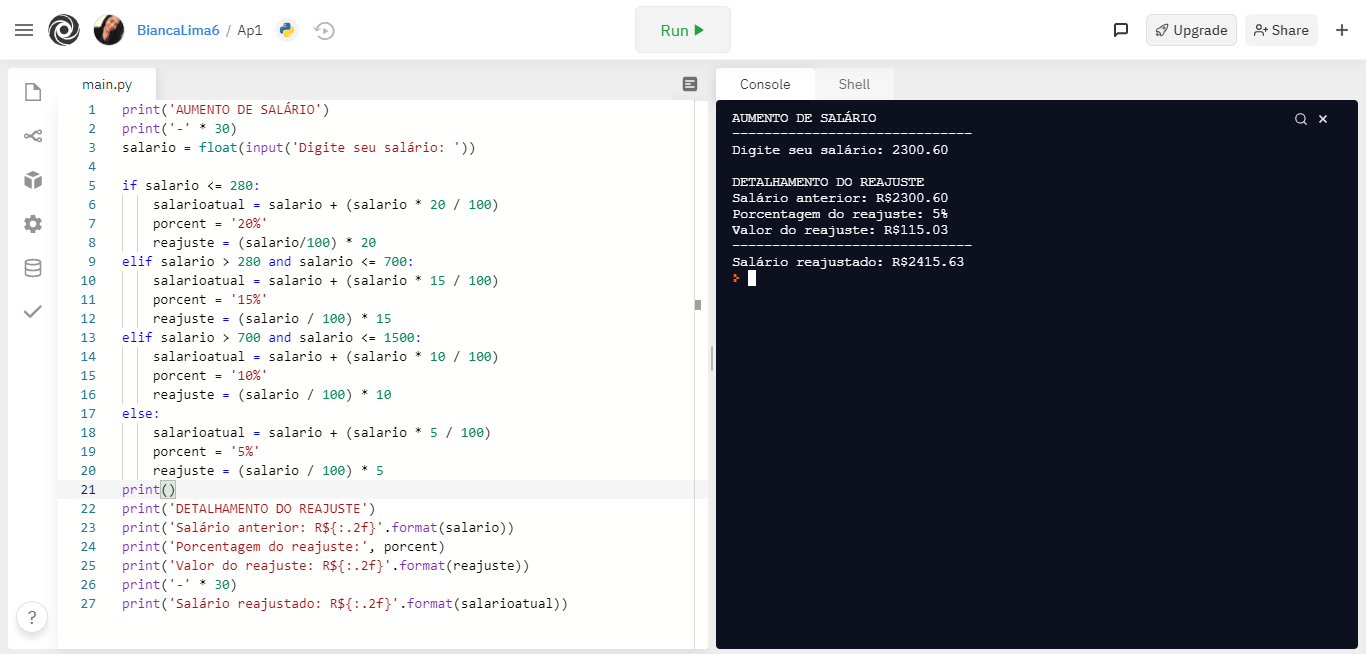 BiancaLima6 / Ap1
Run
Upgrade
Share
main.py
1 print('AUMENTO DE SALÁRIO')
2 print('-' * 30)
3 salario = float(input('Digite seu salário: '))
4
5 if salario <= 280:
6     salarioatual = salario + (salario * 20 / 100)
7     porcent = '20%'
8     reajuste = (salario/100) * 20
9 elif salario > 280 and salario <= 700:
10     salarioatual = salario + (salario * 15 / 100)
11     porcent = '15%'
12     reajuste = (salario / 100) * 15
13 elif salario > 700 and salario <= 1500:
14     salarioatual = salario + (salario * 10 / 100)
15     porcent = '10%'
16     reajuste = (salario / 100) * 10
17 else:
18     salarioatual = salario + (salario * 5 / 100)
19     porcent = '5%'
20     reajuste = (salario / 100) * 5
21 print()
22 print('DETALHAMENTO DO REAJUSTE')
23 print('Salário anterior: R${:.2f}'.format(salario))
24 print('Porcentagem do reajuste:', porcent)
25 print('Valor do reajuste: R${:.2f}'.format(reajuste))
26 print('-' * 30)
27 print('Salário reajustado: R${:.2f}'.format(salarioatual))
?
Console
Shell
AUMENTO DE SALÁRIO
------------------------------
Digite seu salário: 2300.60
DETALHAMENTO DO REAJUSTE
Salário anterior: R$2300.60
Porcentagem do reajuste: 5%
Valor do reajuste: R$115.03
------------------------------
Salário reajustado: R$2415.63